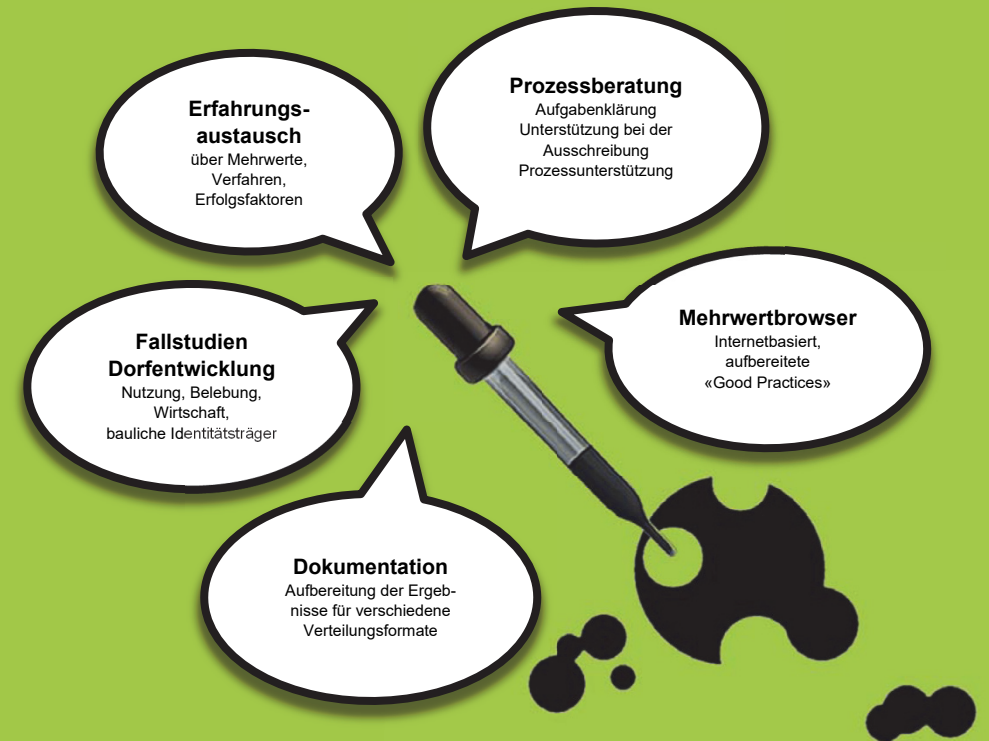 Erfahrungs-
austausch
über Mehrwerte,
Verfahren,
Erfolgsfaktoren
Prozessberatung
Aufgabenklärung
Unterstützung bei der
Ausschreibung
Prozessunterstützung
Fallstudien
Dorfentwicklung
Nutzung, Belebung,
Wirtschaft,
bauliche Identitätsträger
Mehrwertbrowser
Internetbasiert,
aufbereitete
«Good Practices»
Dokumentation
Aufbereitung der Ergeb-
nisse für verschiedene
Verteilungsformate